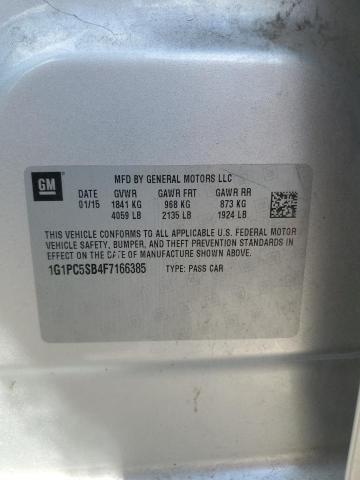 GM
MFD BY GENERAL MOTORS LLC
DATE GVWR GAWR FRT GAWR RR
01/15 1841 KG 968 KG 873 KG
4059 LB 2135 LB 1924 LB
THIS VEHICLE CONFORMS TO ALL APPLICABLE U.S. FEDERAL MOTOR
VEHICLE SAFETY, BUMPER, AND THEFT PREVENTION STANDARDS IN
EFFECT ON THE DATE OF MANUFACTURE SHOWN ABOVE.
1G1PC5SB4F7166385 TYPE: PASS CAR